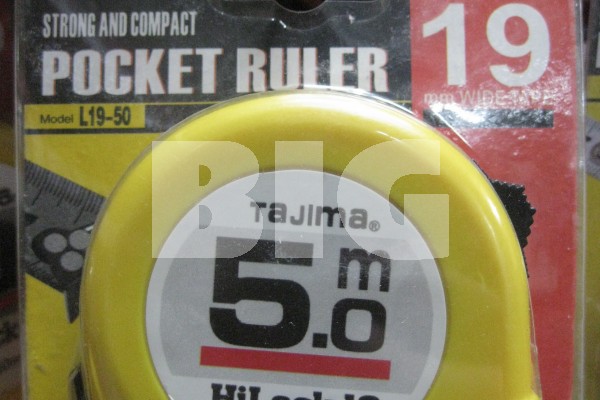 STRONG AND COMPACT
POCKET RULER
Model L19-50
19
mm WIDE TAPE
BIG
TaJima®
5.0 m